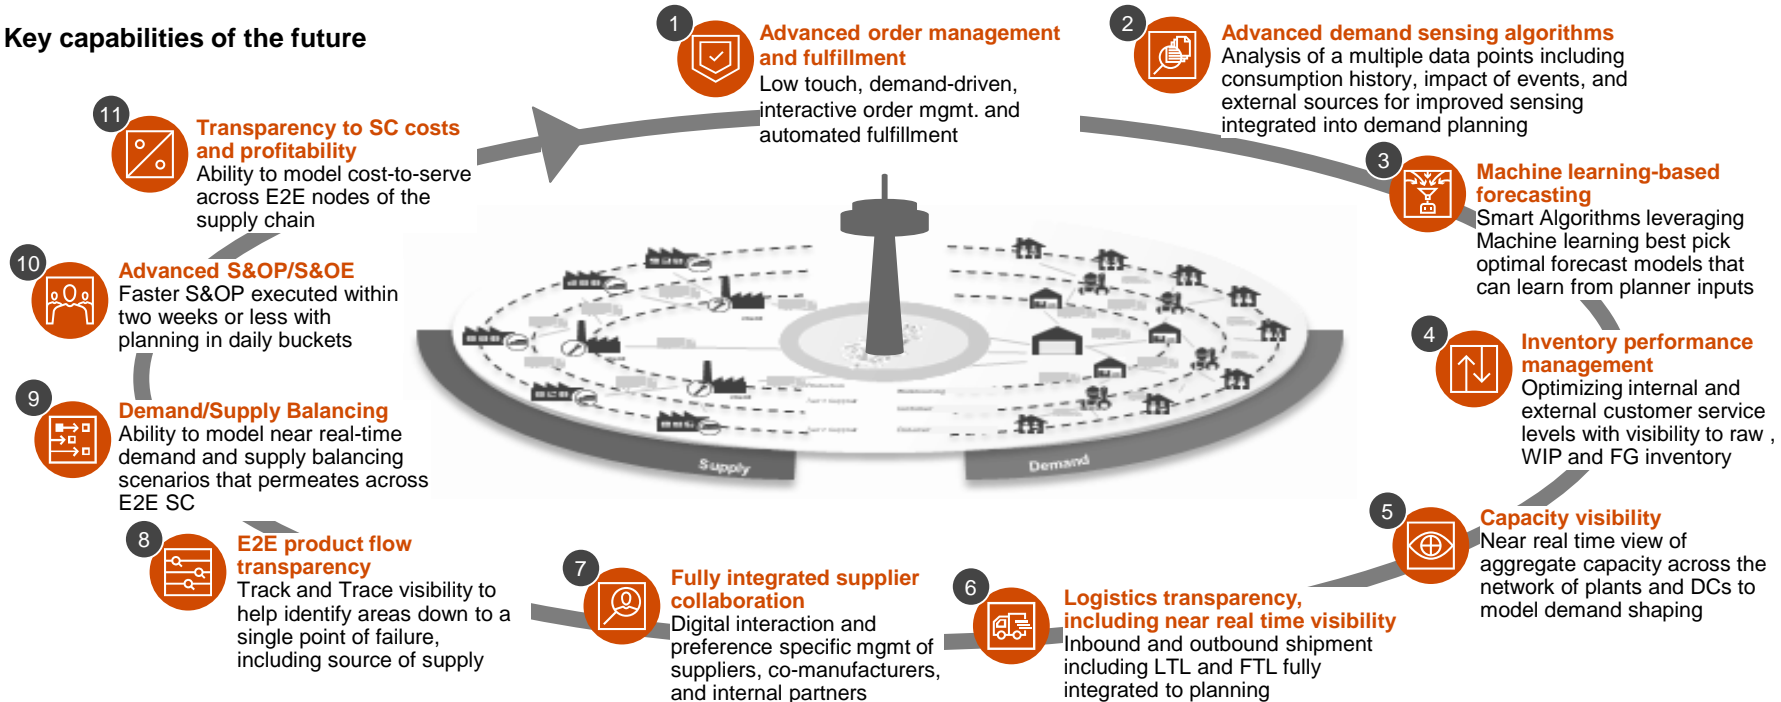 Key capabilities of the future
1
Advanced order management
and fulfillment
Low touch, demand-driven,
interactive order mgmt. and
automated fulfillment
2
Advanced demand sensing algorithms
Analysis of a multiple data points including
consumption history, impact of events, and
external sources for improved sensing
integrated into demand planning
3
Machine learning-based
forecasting
Smart Algorithms leveraging
Machine learning best pick
optimal forecast models that
can learn from planner inputs
4
Inventory performance
management
Optimizing internal and
external customer service
levels with visibility to raw ,
WIP and FG inventory
5
Capacity visibility
Near real time view of
aggregate capacity across the
network of plants and DCs to
model demand shaping
6
Logistics transparency,
including near real time visibility
Inbound and outbound shipment
including LTL and FTL fully
integrated to planning
7
Fully integrated supplier
collaboration
Digital interaction and
preference specific mgmt of
suppliers, co-manufacturers,
and internal partners
8
E2E product flow
transparency
Track and Trace visibility to
help identify areas down to a
single point of failure,
including source of supply
9
Demand/Supply Balancing
Ability to model near real-time
demand and supply balancing
scenarios that permeates across
E2E SC
10
Advanced S&OP/S&OE
Faster S&OP executed within
two weeks or less with
planning in daily buckets
11
Transparency to SC costs
and profitability
Ability to model cost-to-serve
across E2E nodes of the
supply chain
Supply
Demand